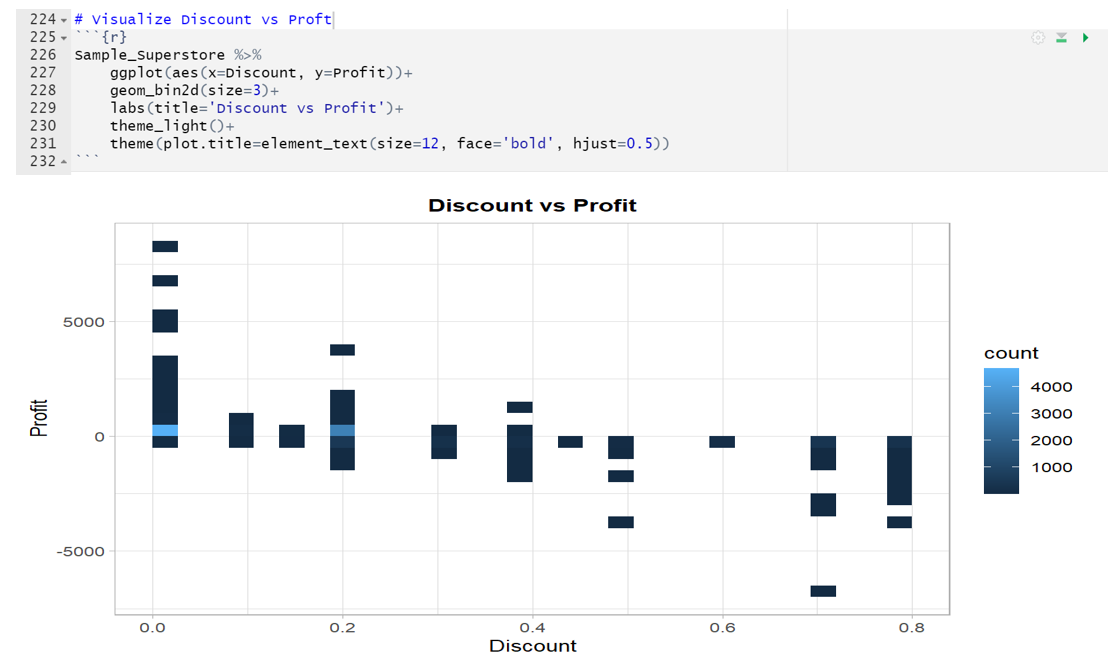 224 # Visualize Discount vs Proft
225 ```{r}
226 Sample_Superstore %>%
227 ggplot(aes(x=Discount, y=Profit))+
228 geom_bin2d(size=3)+
229 labs(title='Discount vs Profit')+
230 theme_light()+
231 theme(plot.title=element_text(size=12, face='bold', hjust=0.5))
232 ```
Discount vs Profit
5000
0
-5000
Profit
0.0 0.2 0.4 0.6 0.8
Discount
count
4000
3000
2000
1000